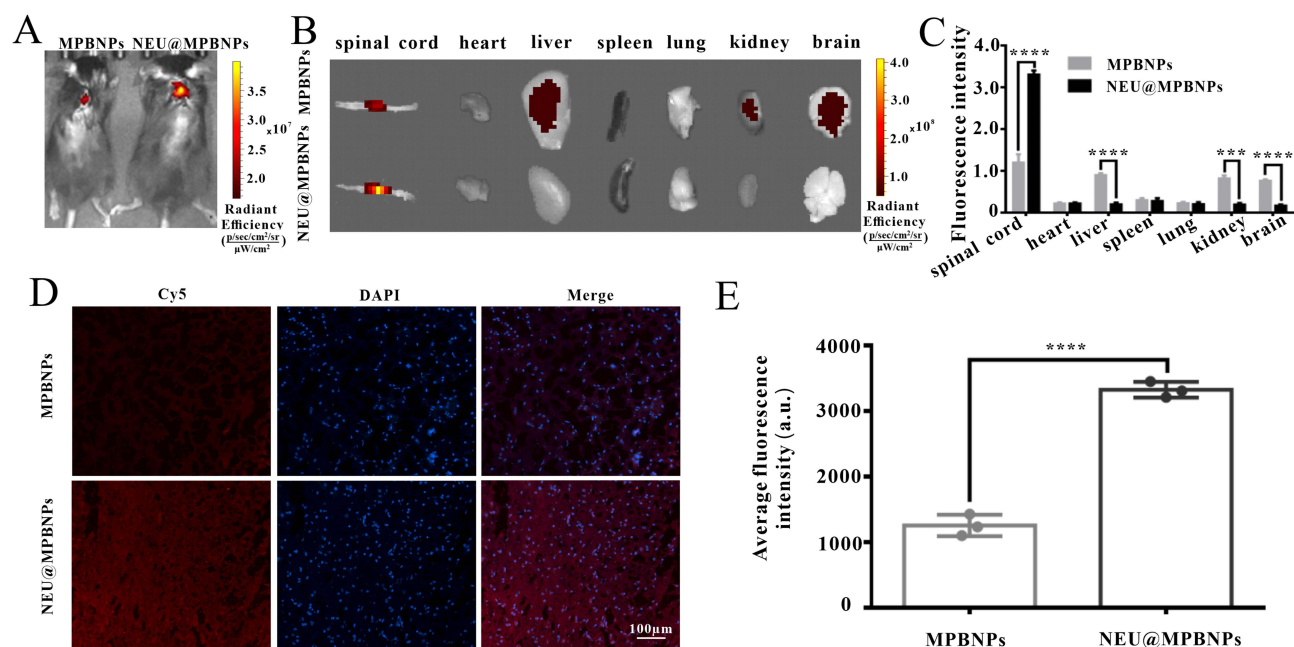 A
MPBNPs NEU@MPBNPs
3.5
3.0
2.5
2.0
×10⁷
Radiant
Efficiency
(p/sec/cm²/sr / µW/cm²)
B
spinal cord heart liver spleen lung kidney brain
MPBNPs
NEU@MPBNPs
4.0
3.0
2.0
1.0
×10⁸
Radiant
Efficiency
(p/sec/cm²/sr / µW/cm²)
C
Fluorescence intensity
4.0
3.0
2.0
1.0
0
MPBNPs
NEU@MPBNPs
**** **** *** ****
spinal cord heart liver spleen lung kidney brain
D
Cy5 DAPI Merge
MPBNPs
NEU@MPBNPs
100µm
E
Average fluorescence
intensity (a.u.)
4000
3000
2000
1000
0
****
MPBNPs NEU@MPBNPs